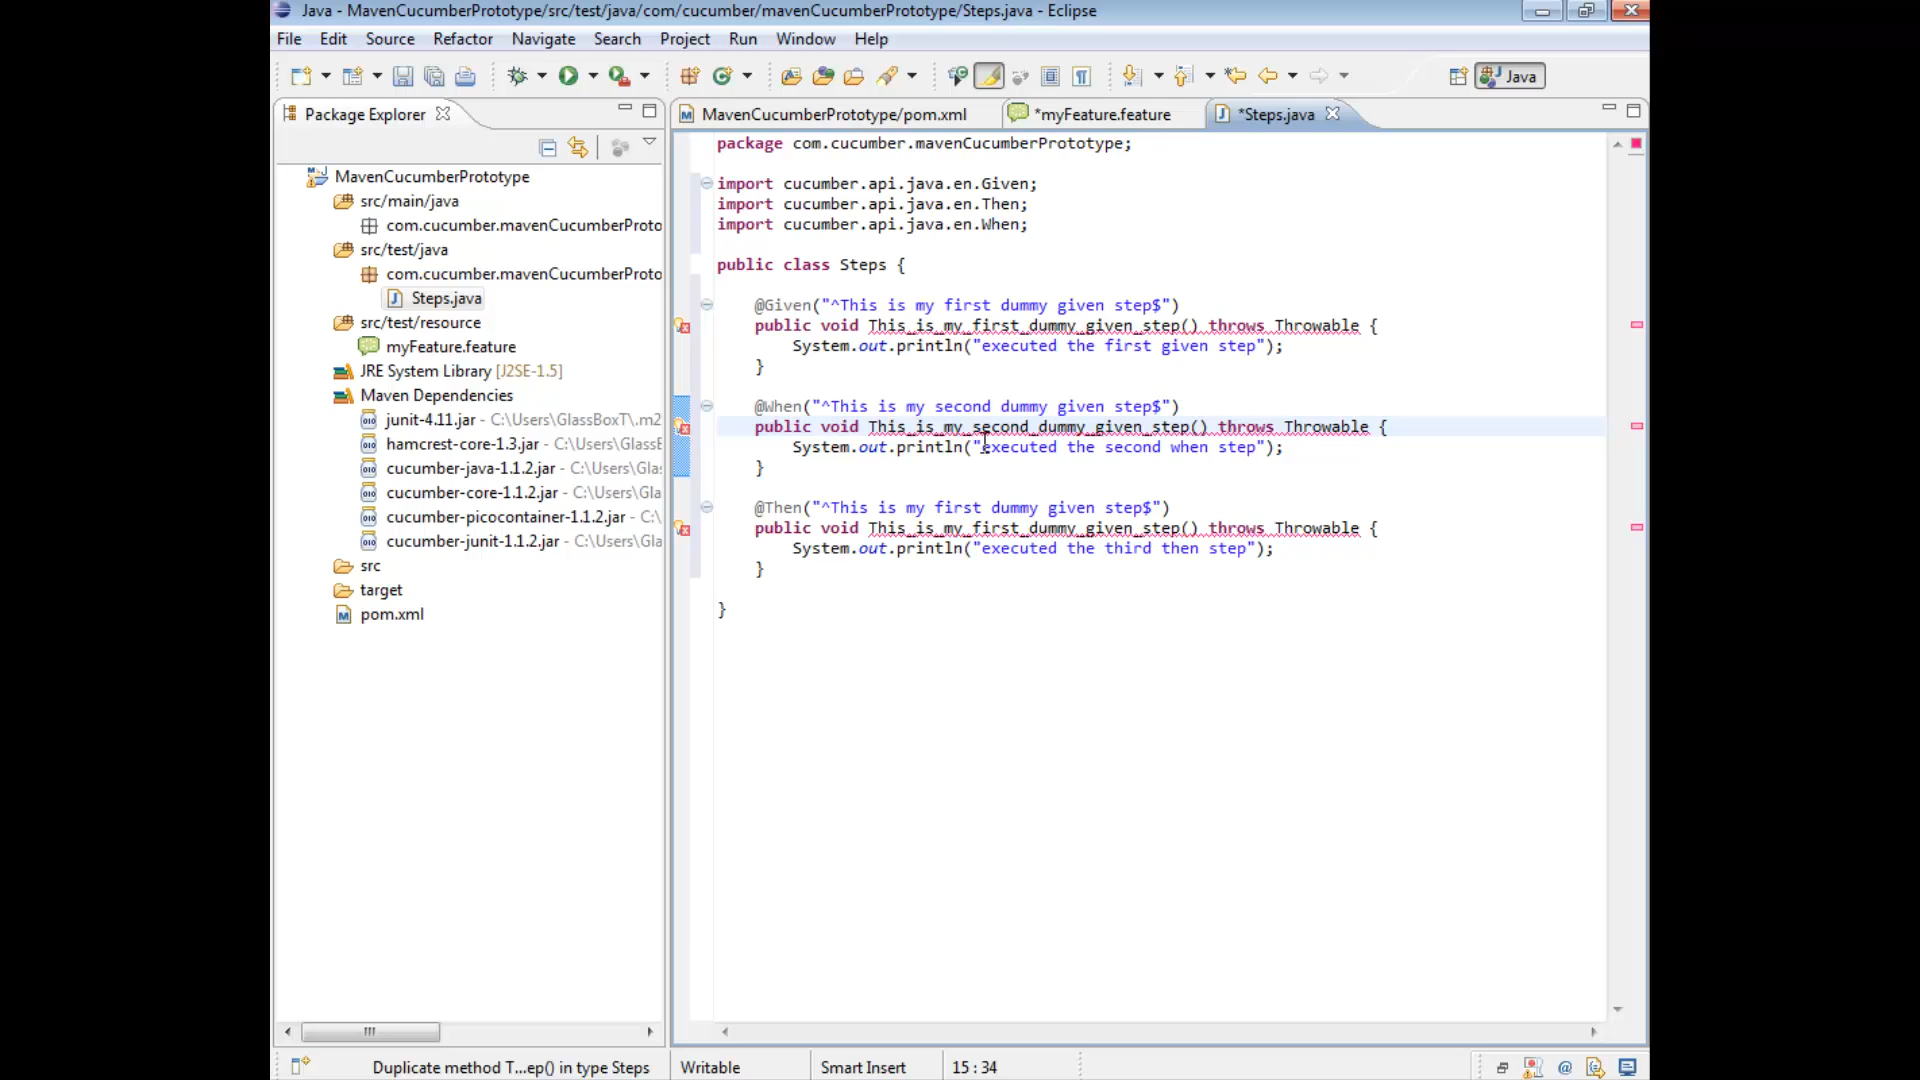 Java - MavenCucumberPrototype/src/test/java/com/cucumber/mavenCucumberPrototype/Steps.java - Eclipse
File Edit Source Refactor Navigate Search Project Run Window Help
Java
Package Explorer
MavenCucumberPrototype
src/main/java
com.cucumber.mavenCucumberProto
src/test/java
com.cucumber.mavenCucumberProto
Steps.java
src/test/resource
myFeature.feature
JRE System Library [J2SE-1.5]
Maven Dependencies
junit-4.11.jar - C:\Users\GlassBoxT\.m2
hamcrest-core-1.3.jar - C:\Users\GlassE
cucumber-java-1.1.2.jar - C:\Users\Gla
cucumber-core-1.1.2.jar - C:\Users\Gla
cucumber-picocontainer-1.1.2.jar - C:\
cucumber-junit-1.1.2.jar - C:\Users\Gla
src
target
pom.xml
MavenCucumberPrototype/pom.xml *myFeature.feature *Steps.java
package com.cucumber.mavenCucumberPrototype;
import cucumber.api.java.en.Given;
import cucumber.api.java.en.Then;
import cucumber.api.java.en.When;
public class Steps {
@Given("^This is my first dummy given step$")
public void This_is_my_first_dummy_given_step() throws Throwable {
System.out.println("executed the first given step");
}
@When("^This is my second dummy given step$")
public void This_is_my_second_dummy_given_step() throws Throwable {
System.out.println("executed the second when step");
}
@Then("^This is my first dummy given step$")
public void This_is_my_first_dummy_given_step() throws Throwable {
System.out.println("executed the third then step");
}
}
Duplicate method T...ep() in type Steps Writable Smart Insert 15 : 34